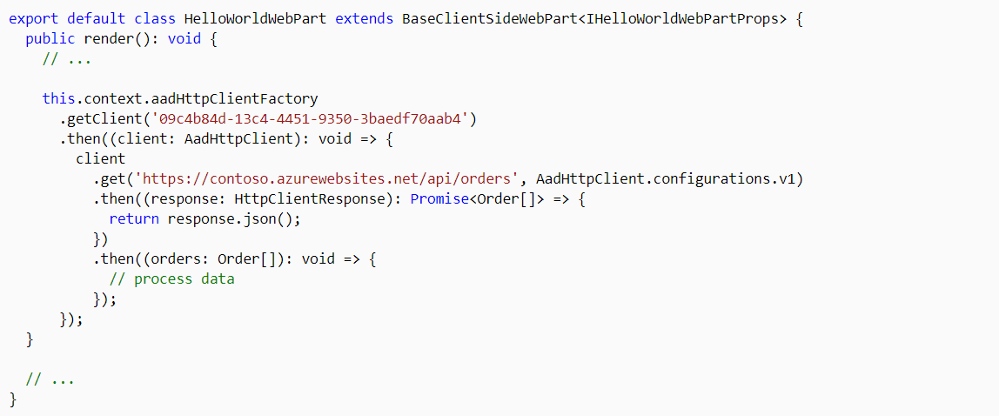 export default class HelloWorldWebPart extends BaseClientSideWebPart<IHelloWorldWebPartProps> {
  public render(): void {
    // ...

    this.context.aadHttpClientFactory
      .getClient('09c4b84d-13c4-4451-9350-3baedf70aab4')
      .then((client: AadHttpClient): void => {
        client
          .get('https://contoso.azurewebsites.net/api/orders', AadHttpClient.configurations.v1)
          .then((response: HttpClientResponse): Promise<Order[]> => {
            return response.json();
          })
          .then((orders: Order[]): void => {
            // process data
          });
      });
  }

  // ...
}